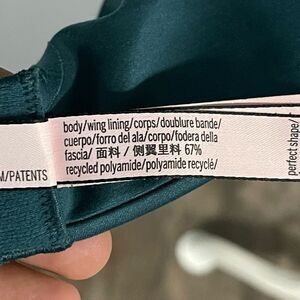 body/wing lining/corps/doublure bande/
cuerpo/forro del ala/corpo/fodera della
fascia/ 面料 / 侧翼里料 67%
recycled polyamide/polyamide recyclé/
M/PATENTS
perfect shape/